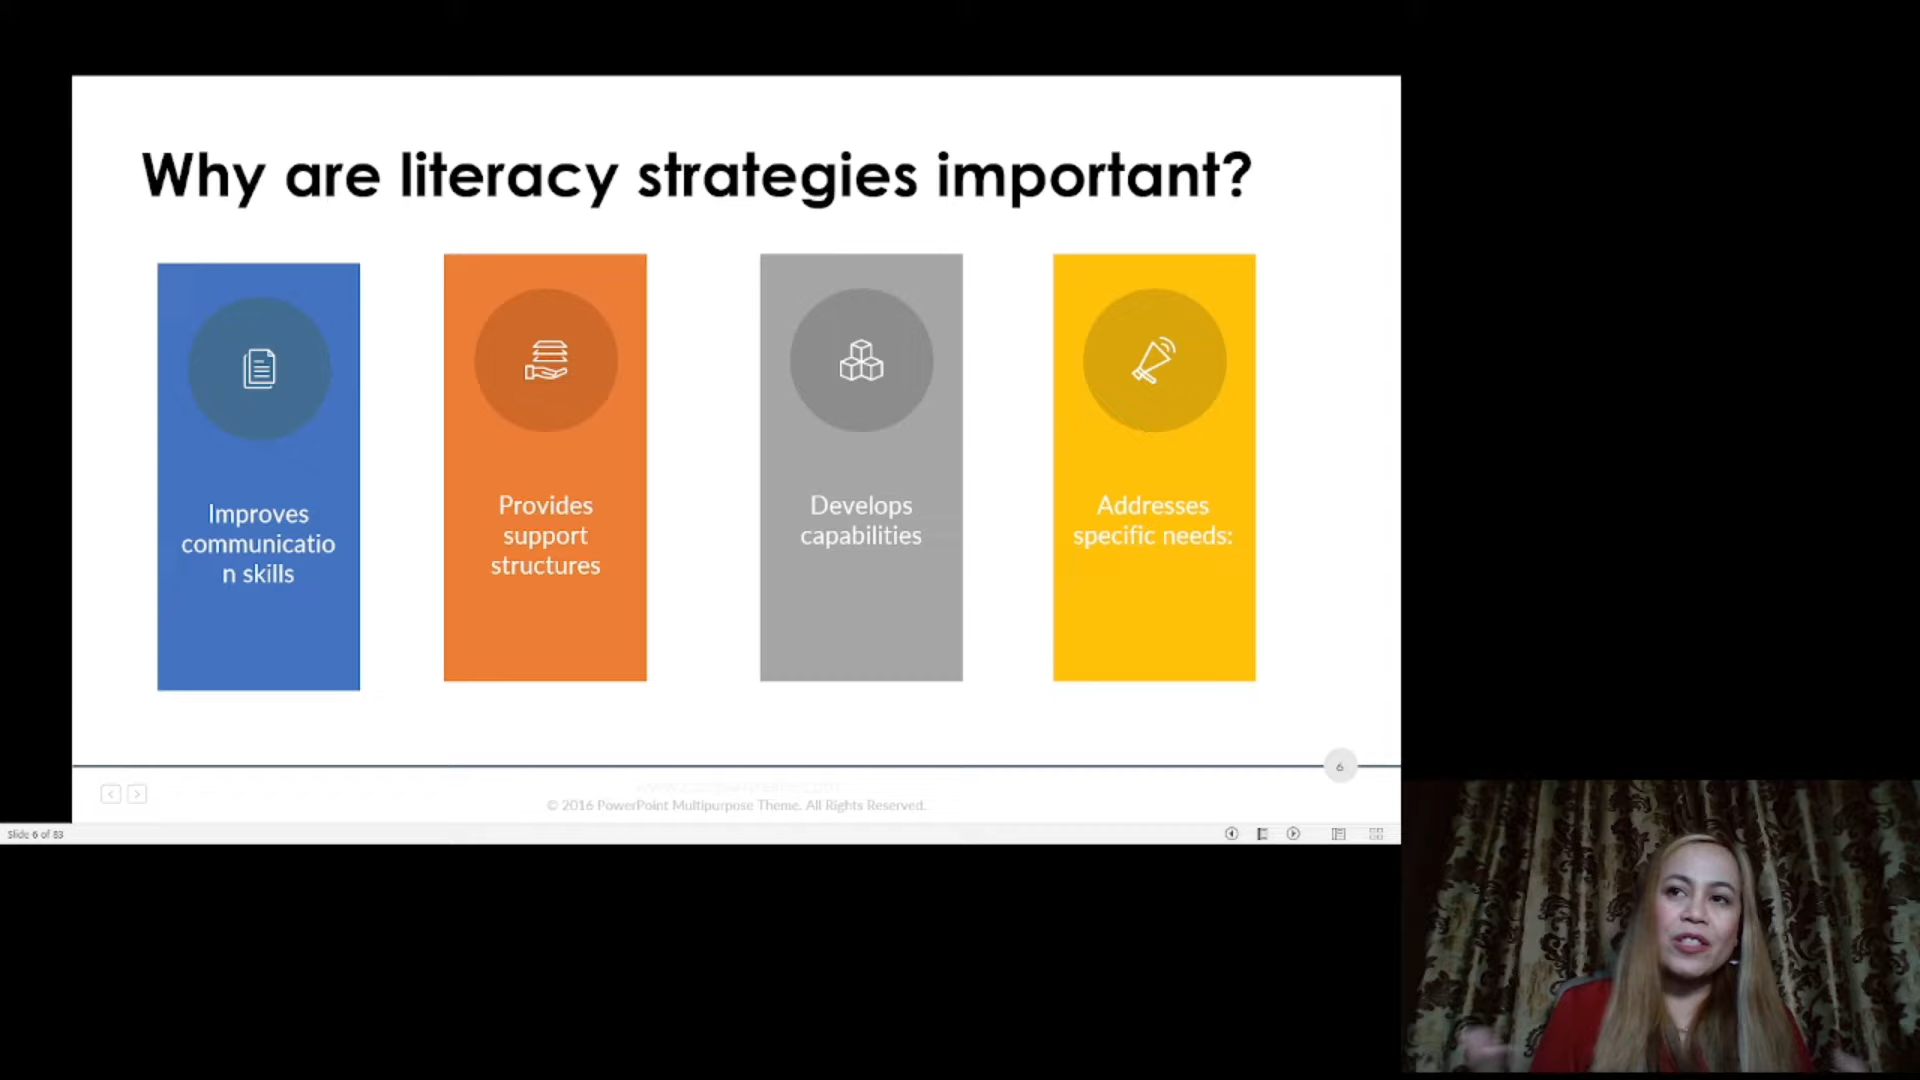 Why are literacy strategies important?
Improves
communicatio
n skills
Provides
support
structures
Develops
capabilities
Addresses
specific needs:
6
© 2016 PowerPoint Multipurpose Theme. All Rights Reserved.
Slide 6 of 83